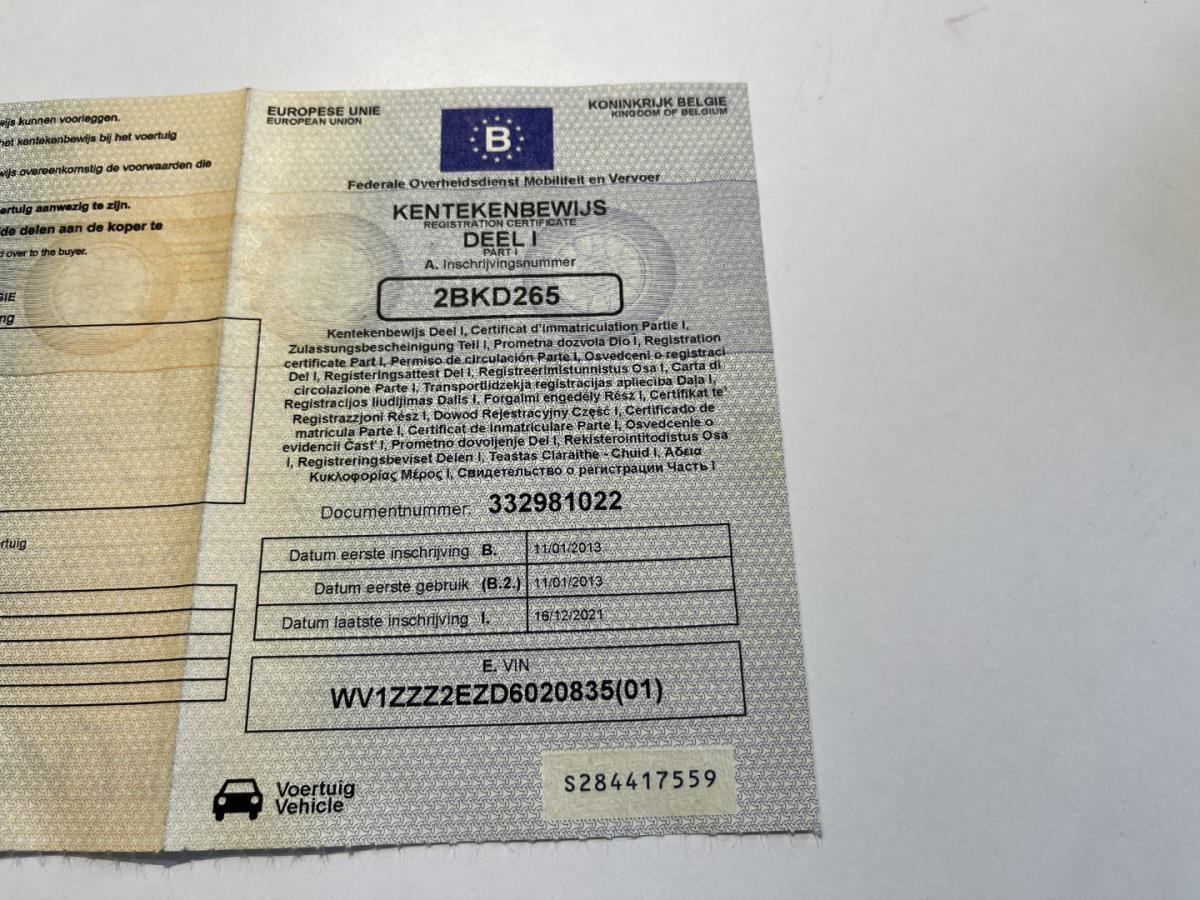 wijs kunnen voorleggen.
het kentekenbewijs bij het voertuig
wijs overeenkomstig de voorwaarden die
ertuig aanwezig te zijn.
de delen aan de koper te
d over to the buyer.
GIE
ng
rtuig
EUROPESE UNIE
EUROPEAN UNION
B
KONINKRIJK BELGIE
KINGDOM OF BELGIUM
Federale Overheidsdienst Mobiliteit en Vervoer
KENTEKENBEWIJS
REGISTRATION CERTIFICATE
DEEL I
PART I
A. Inschrijvingsnummer
2BKD265
Kentekenbewijs Deel I, Certificat d'immatriculation Partie I,
Zulassungsbescheinigung Teil I, Prometna dozvola Dio I, Registration
certificate Part I, Permiso de circulación Parte I, Osvedceni o registraci
Del I, Registeringsattest Del I, Registreerimistunnistus Osa I, Carta di
circolazione Parte I, Transportlidzekja registracijas aplieciba Daļa I,
Registracijos liudijimas Dalis I, Forgalmi engedély Rész I, Certifikat te'
Registrazzjoni Rész I, Dowod Rejestracyjny Część I, Certificado de
matrícula Parte I, Certificat de Inmatriculare Parte I, Osvedcenie o
evidencii Čast' I, Prometno dovoljenje Del I, Rekisterointitodistus Osa
I, Registreringsbeviset Delen I, Teastas Claraithe - Chuid I, Άδεια
Κυκλοφορίας Μέρος I, Свидетельство о регистрации Часть I
Documentnummer: 332981022
Datum eerste inschrijving B. 11/01/2013
Datum eerste gebruik (B.2.) 11/01/2013
Datum laatste inschrijving I. 16/12/2021
E. VIN
WV1ZZZ2EZD6020835(01)
Voertuig
Vehicle
S284417559